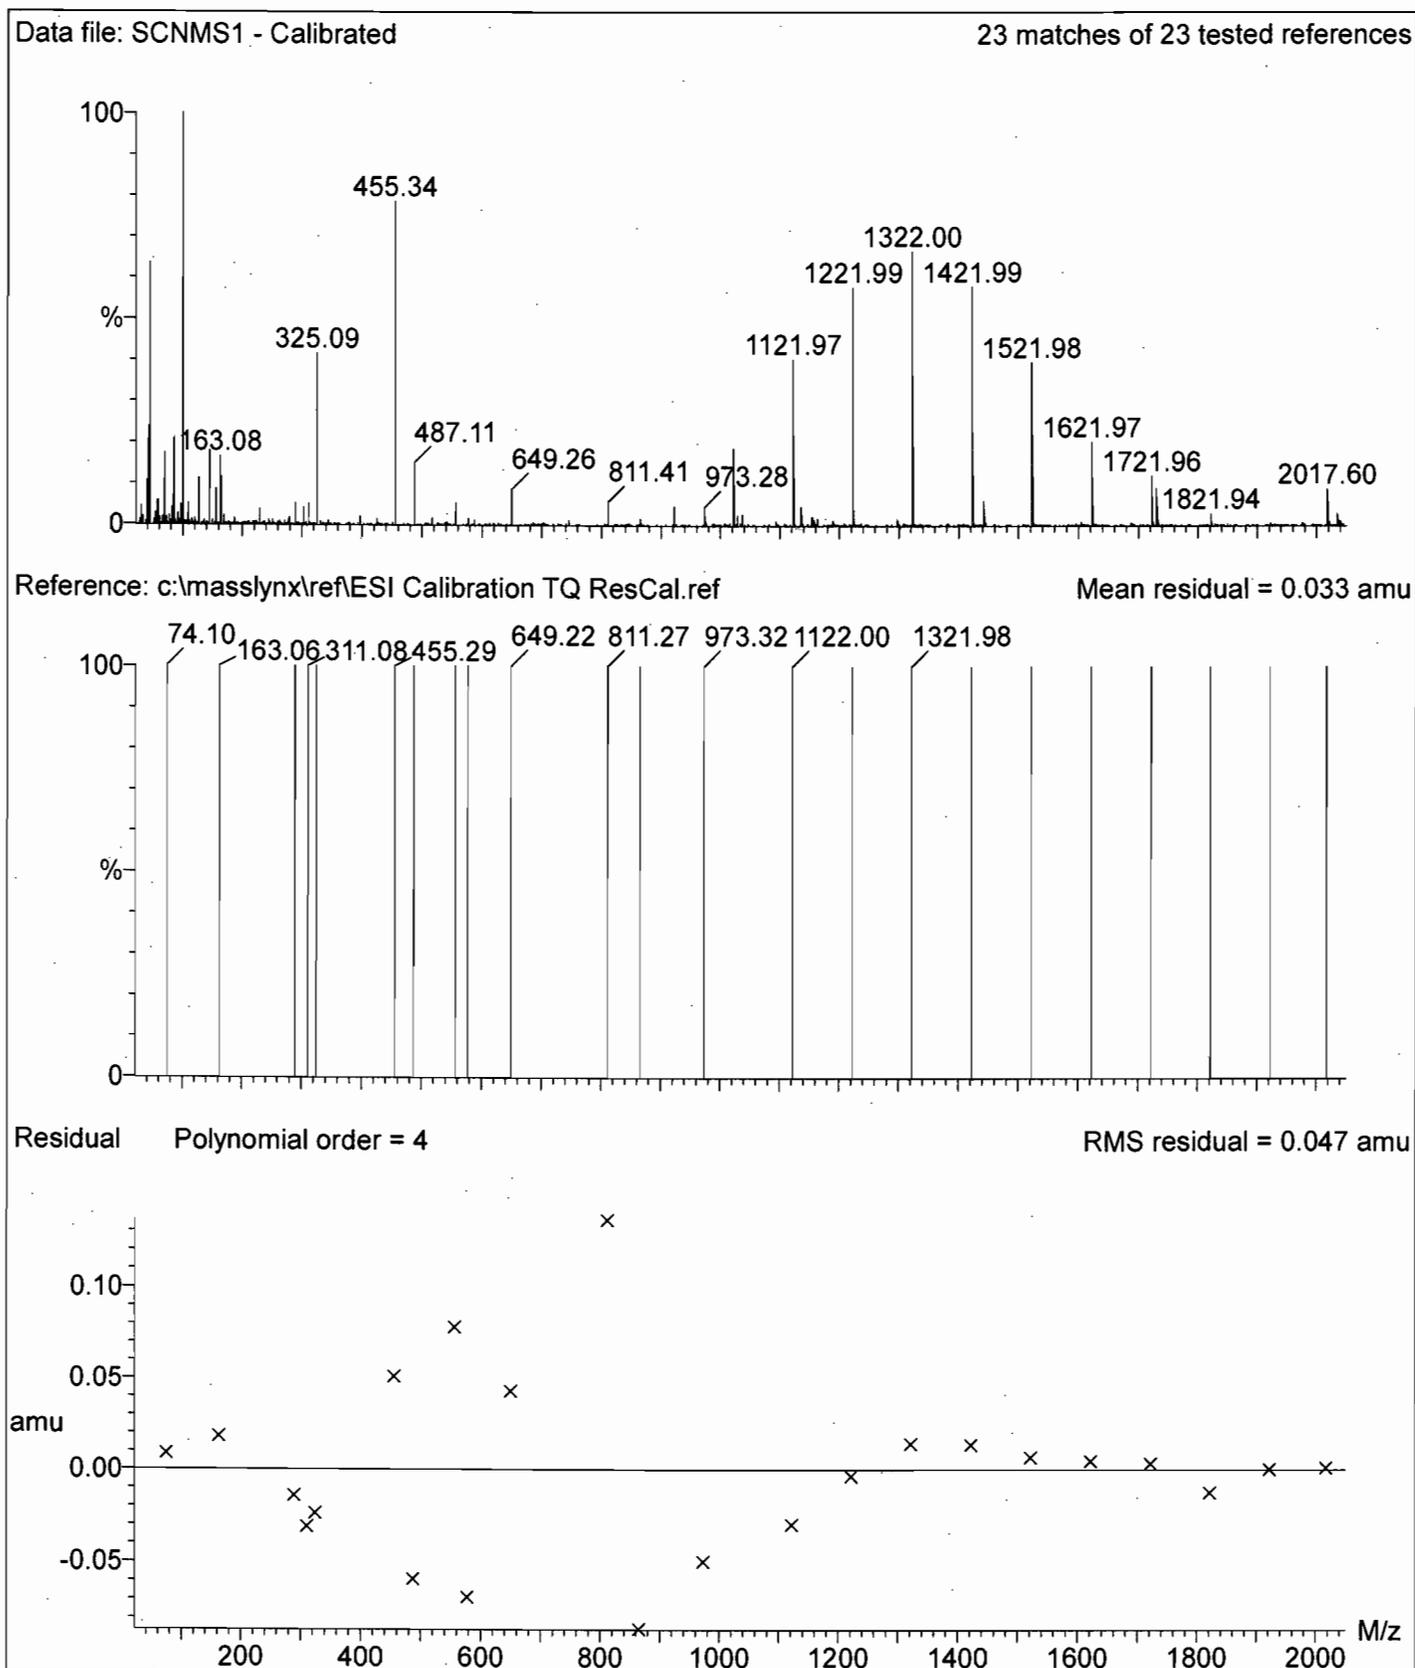 Data file: SCNMS1 - Calibrated 23 matches of 23 tested references
100
455.34
1322.00
1221.99 1421.99
%
325.09 1121.97 1521.98
163.08 487.11 649.26 811.41 973.28 1621.97 1721.96 1821.94 2017.60
0
Reference: c:\masslynx\ref\ESI Calibration TQ ResCal.ref Mean residual = 0.033 amu
74.10 163.06 311.08 455.29 649.22 811.27 973.32 1122.00 1321.98
100
%
0
Residual Polynomial order = 4 RMS residual = 0.047 amu
0.10
0.05
amu
0.00
-0.05
M/z
200 400 600 800 1000 1200 1400 1600 1800 2000